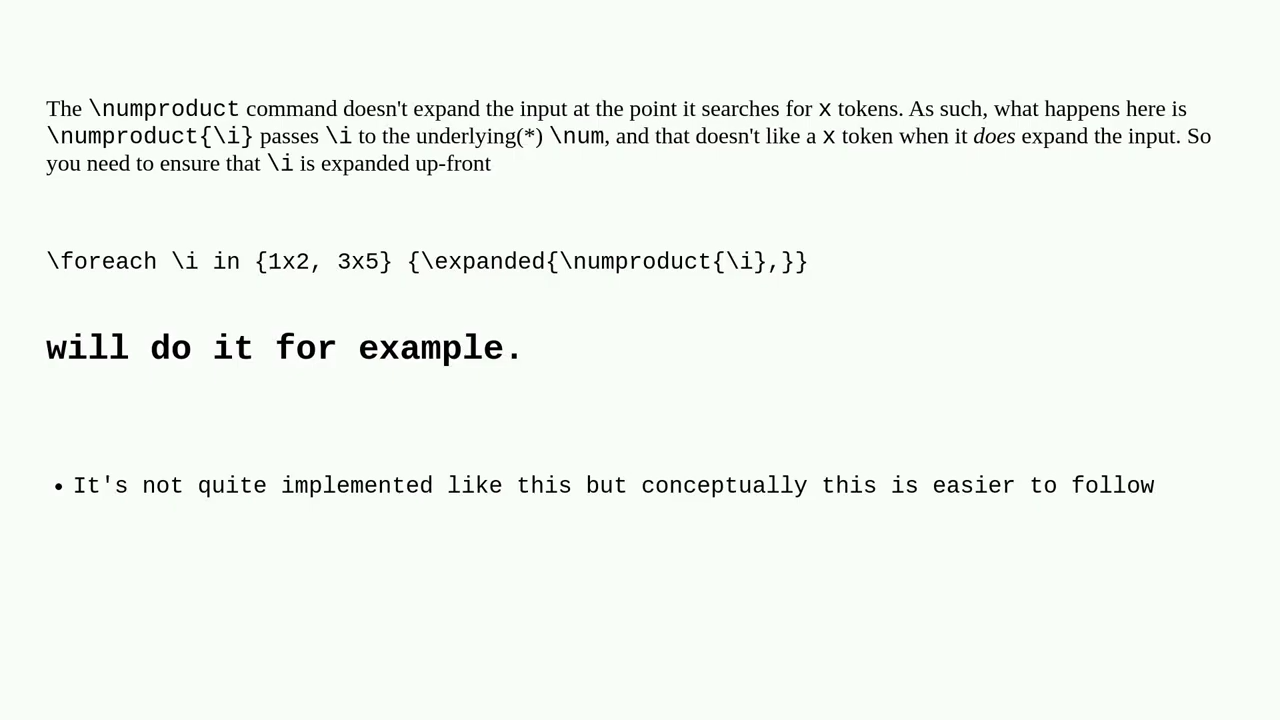 The \numproduct command doesn't expand the input at the point it searches for x tokens. As such, what happens here is
\numproduct{\i} passes \i to the underlying(*) \num, and that doesn't like a x token when it does expand the input. So
you need to ensure that \i is expanded up-front
\foreach \i in {1x2, 3x5} {\expanded{\numproduct{\i},}}
will do it for example.
• It's not quite implemented like this but conceptually this is easier to follow